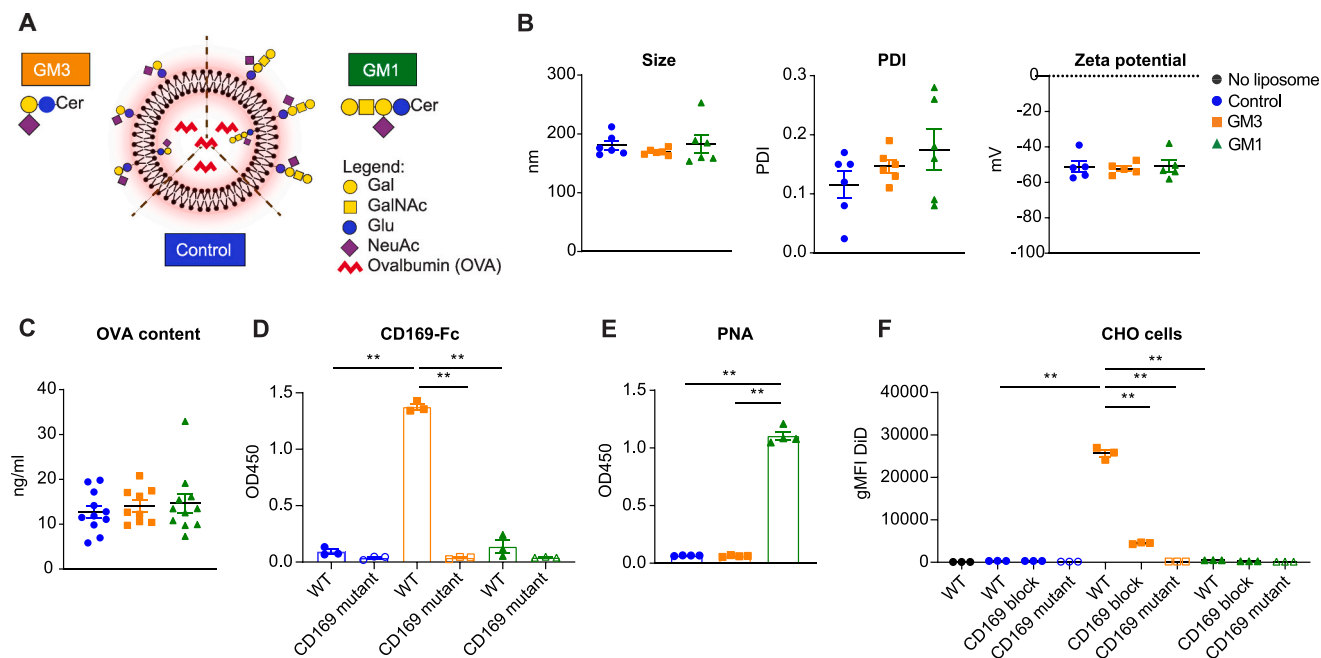 A
GM3
Cer
GM1
Cer
Legend:
Gal
GalNAc
Glu
NeuAc
Ovalbumin (OVA)
Control
B
Size
nm
300
200
100
0
PDI
PDI
0.3
0.2
0.1
0.0
Zeta potential
mV
0
−20
−40
−60
−80
−100
No liposome
Control
GM3
GM1
C
OVA content
ng/ml
40
30
20
10
0
D
CD169-Fc
OD450
1.5
1.0
0.5
0.0
** **
**
WT
CD169 mutant
WT
CD169 mutant
WT
CD169 mutant
E
PNA
OD450
1.5
1.0
0.5
0.0
**
**
F
CHO cells
gMFI DiD
40000
30000
20000
10000
0
**
** **
**
WT
WT
CD169 block
CD169 mutant
WT
CD169 block
CD169 mutant
WT
CD169 block
CD169 mutant